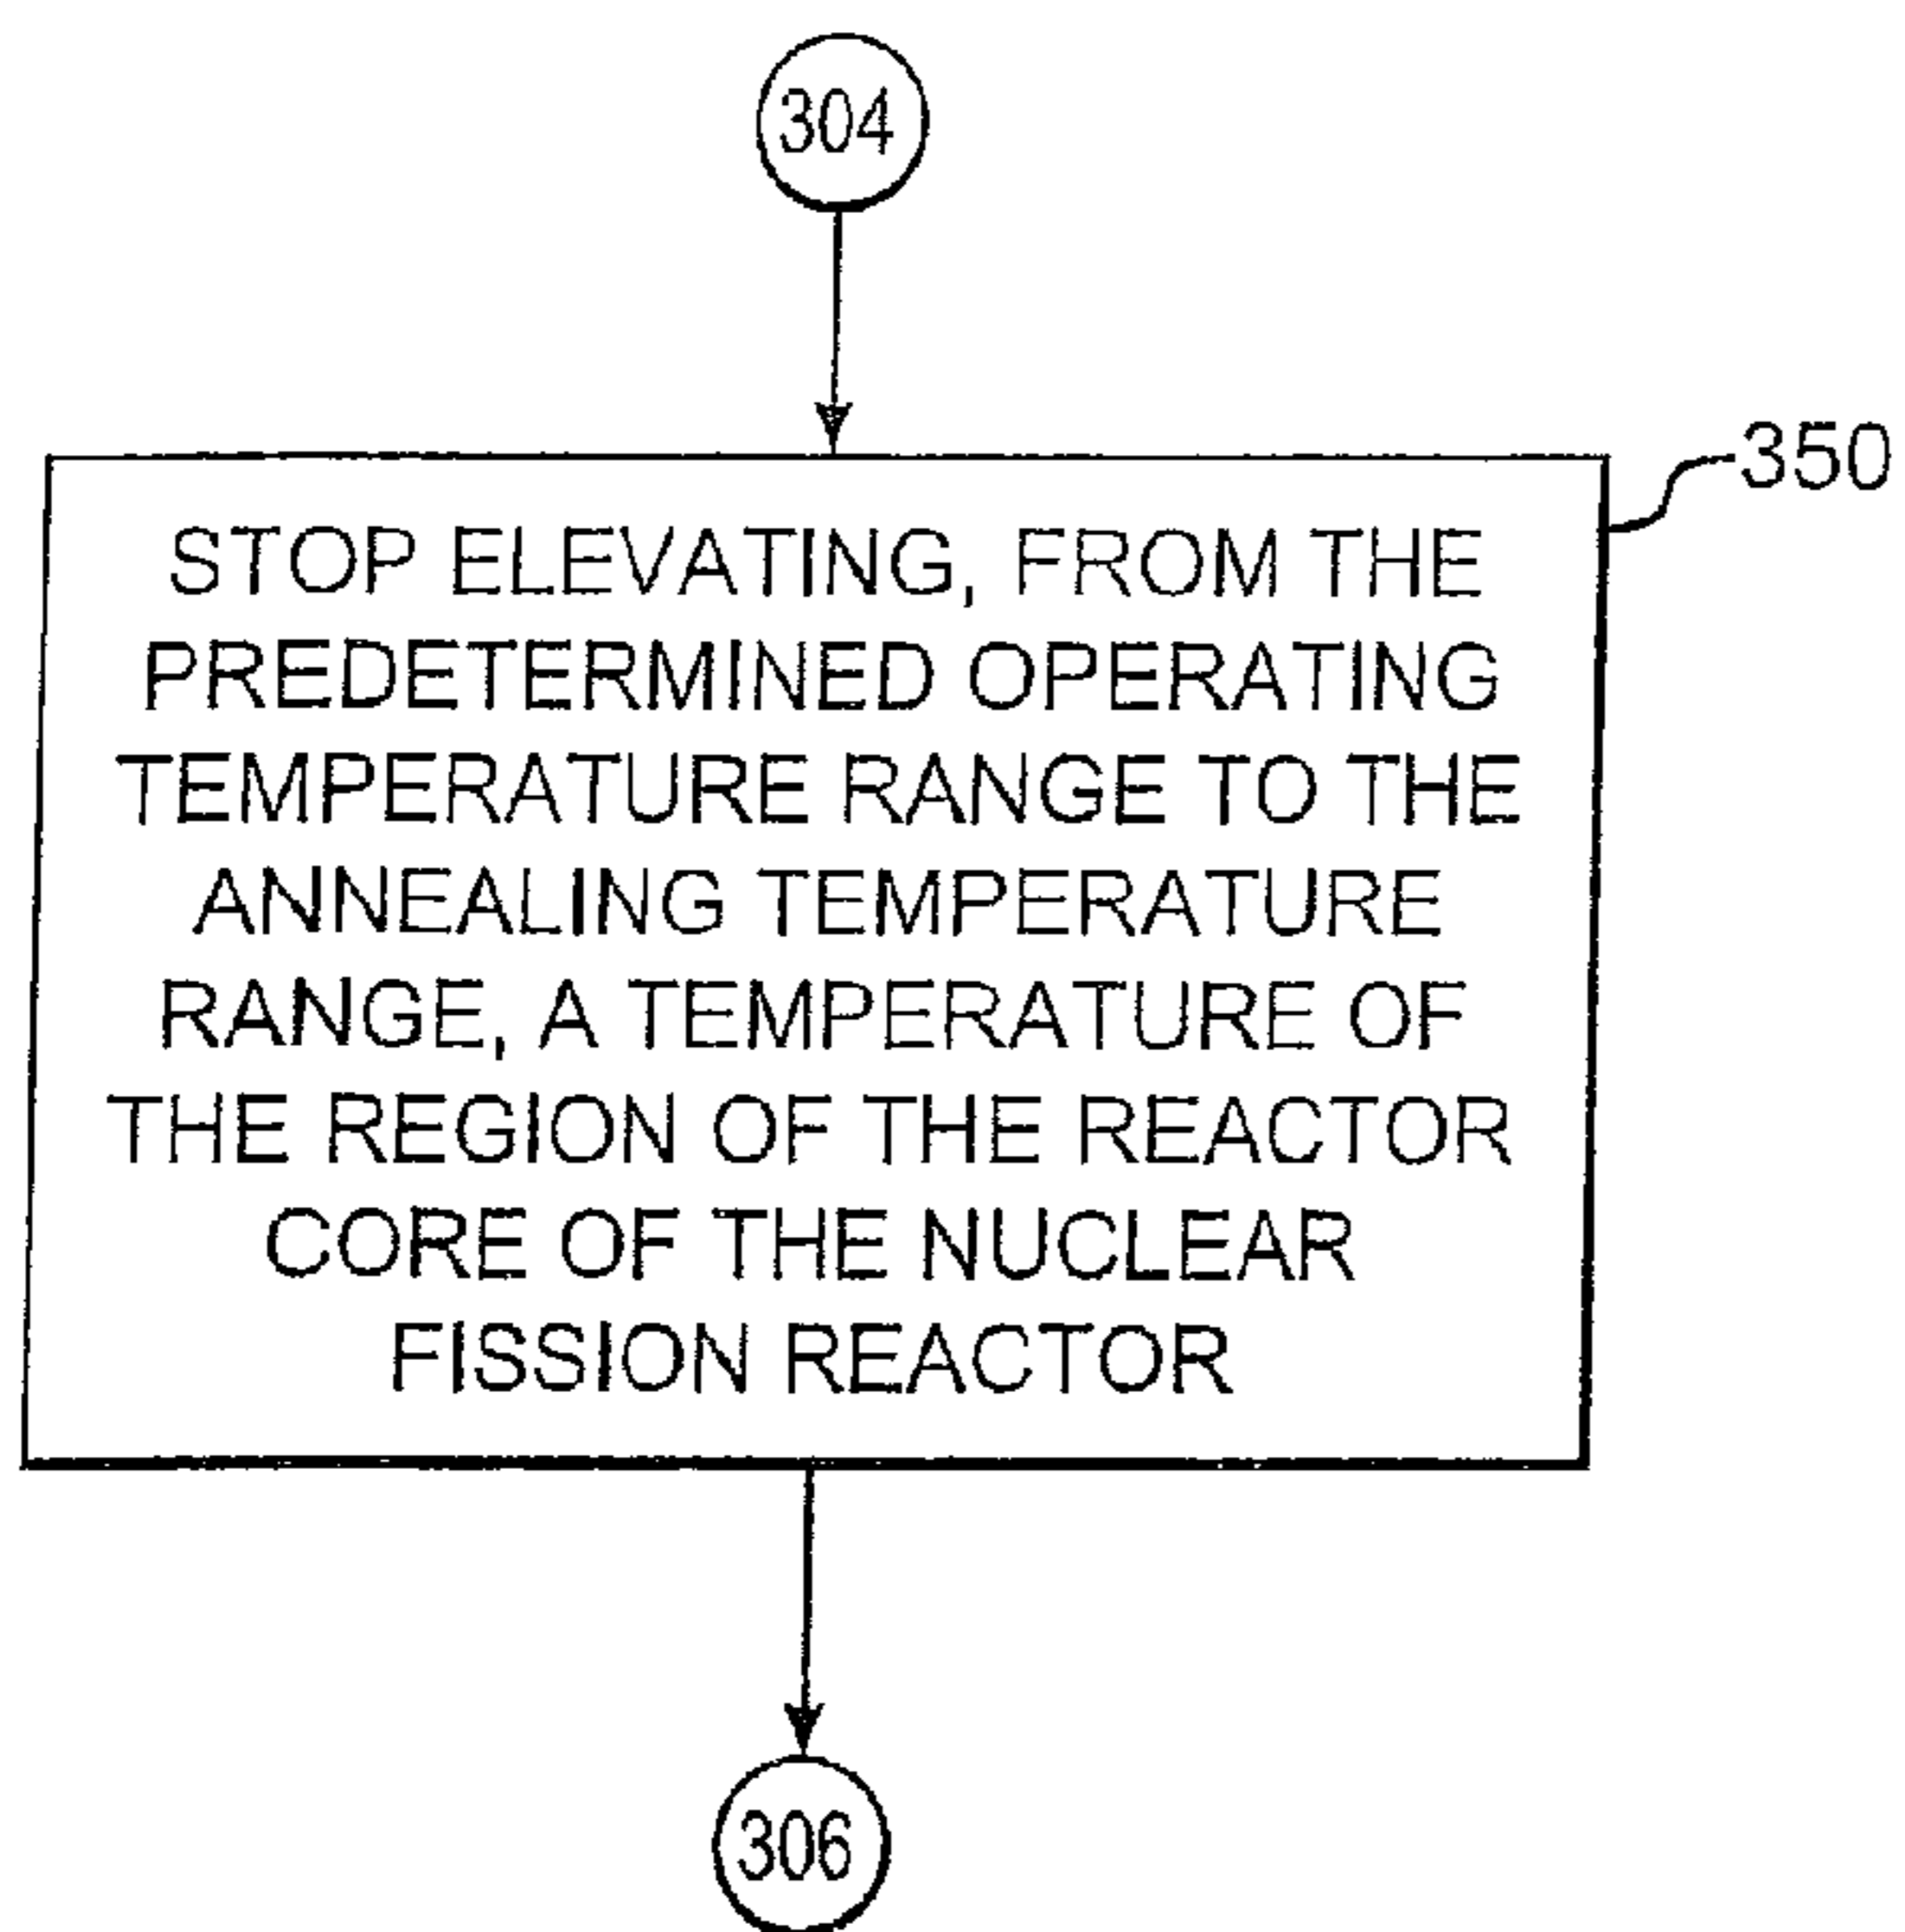 304
350
STOP ELEVATING, FROM THE
PREDETERMINED OPERATING
TEMPERATURE RANGE TO THE
ANNEALING TEMPERATURE
RANGE, A TEMPERATURE OF
THE REGION OF THE REACTOR
CORE OF THE NUCLEAR
FISSION REACTOR
306